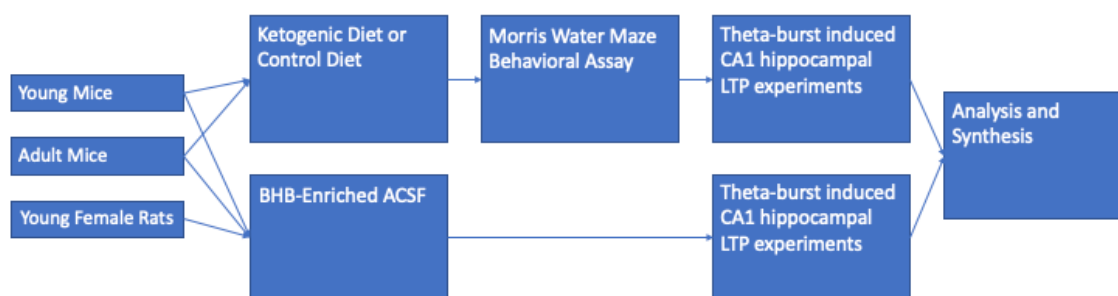 Young Mice
Adult Mice
Young Female Rats
Ketogenic Diet or
Control Diet
BHB-Enriched ACSF
Morris Water Maze
Behavioral Assay
Theta-burst induced
CA1 hippocampal
LTP experiments
Theta-burst induced
CA1 hippocampal
LTP experiments
Analysis and
Synthesis